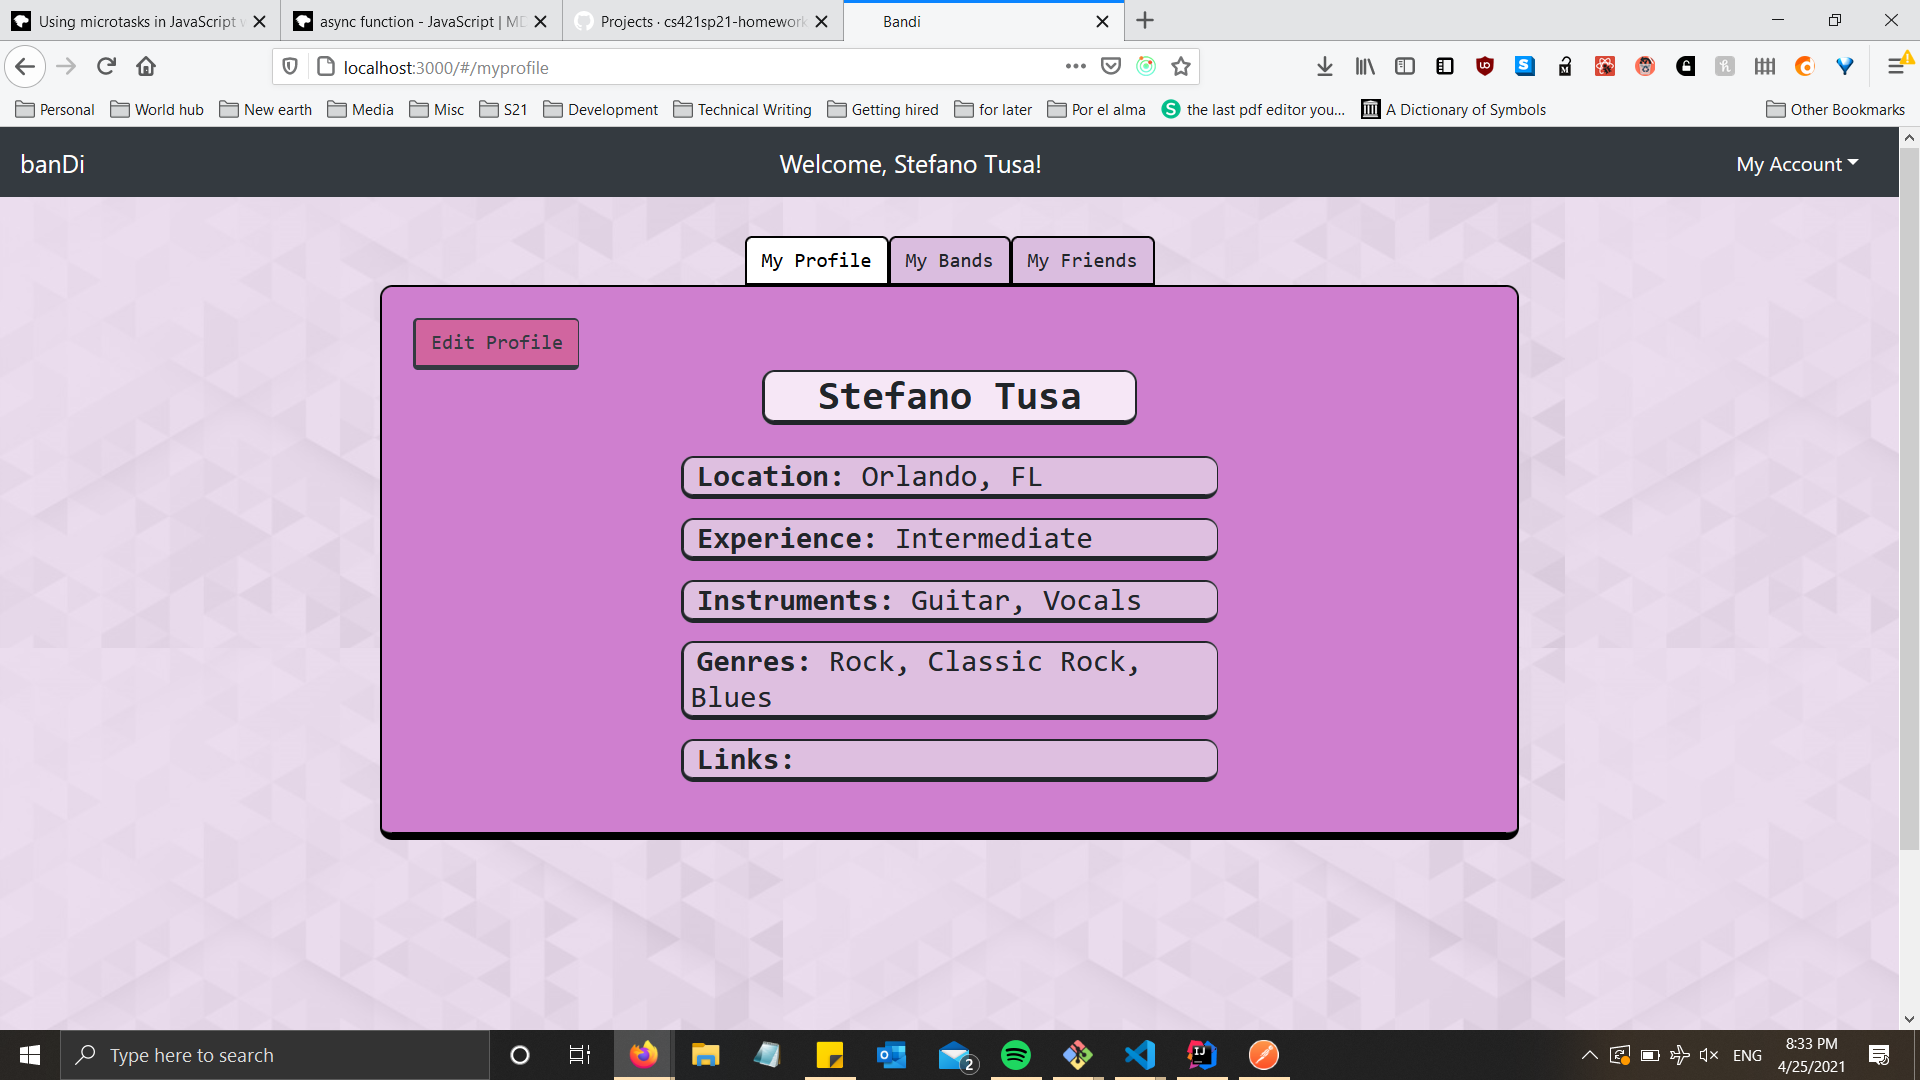 Using microtasks in JavaScript
async function - JavaScript | MD
Projects · cs421sp21-homework
Bandi
localhost:3000/#/myprofile
Personal World hub New earth Media Misc S21 Development Technical Writing Getting hired for later Por el alma the last pdf editor you... A Dictionary of Symbols Other Bookmarks
banDi
Welcome, Stefano Tusa!
My Account
My Profile My Bands My Friends
Edit Profile
Stefano Tusa
Location: Orlando, FL
Experience: Intermediate
Instruments: Guitar, Vocals
Genres: Rock, Classic Rock,
Blues
Links:
Type here to search
2
ENG
8:33 PM
4/25/2021